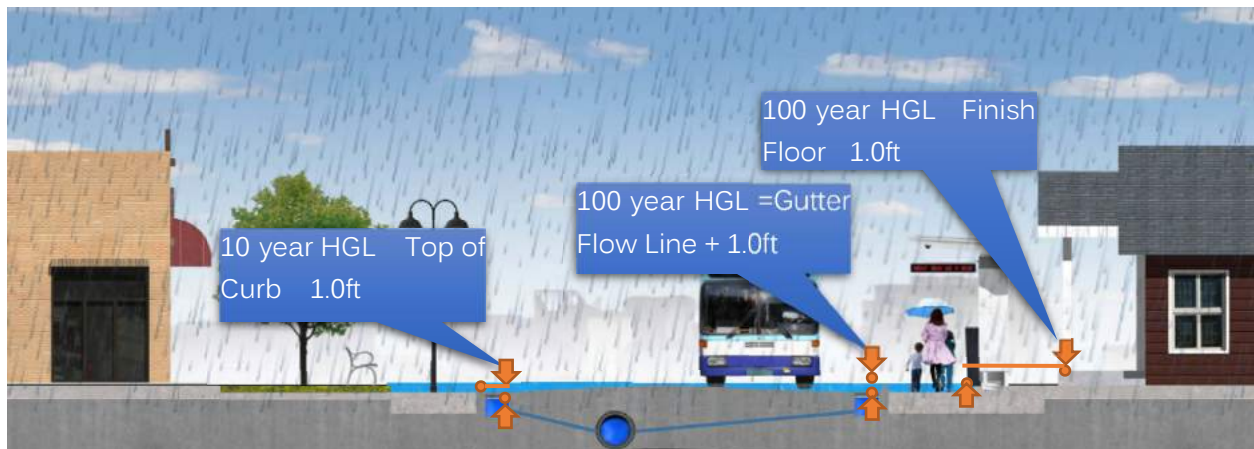 10 year HGL Top of
Curb 1.0ft
100 year HGL =Gutter
Flow Line + 1.0ft
100 year HGL Finish
Floor 1.0ft